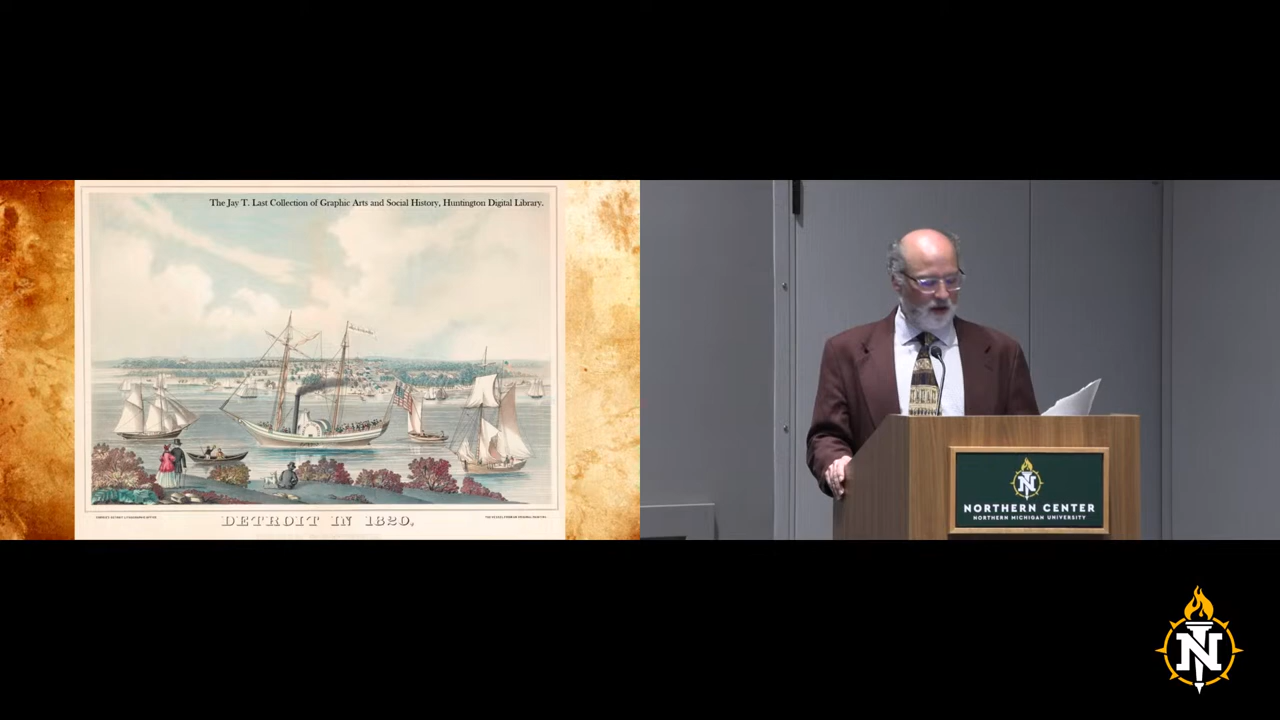 The Jay T. Last Collection of Graphic Arts and Social History, Huntington Digital Library.
DETROIT IN 1820.
N
NORTHERN CENTER
NORTHERN MICHIGAN UNIVERSITY
N